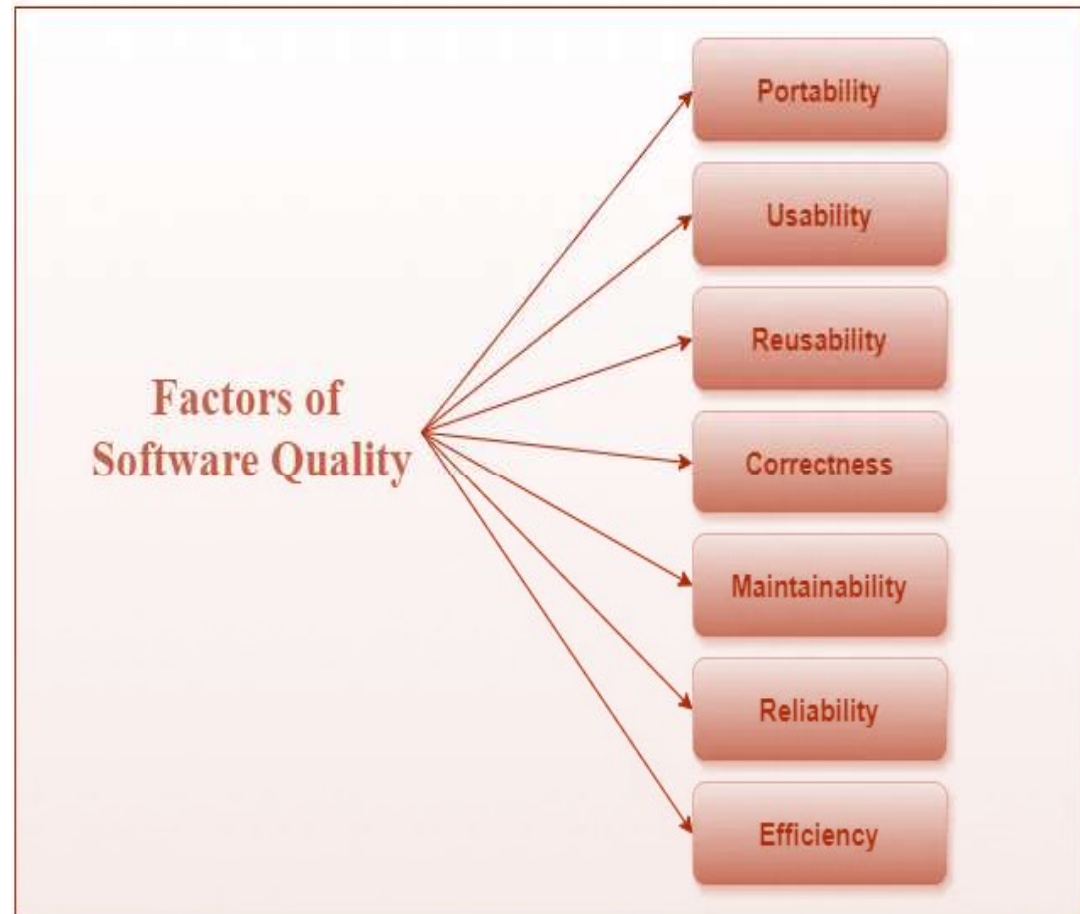 Factors of
Software Quality
Portability
Usability
Reusability
Correctness
Maintainability
Reliability
Efficiency